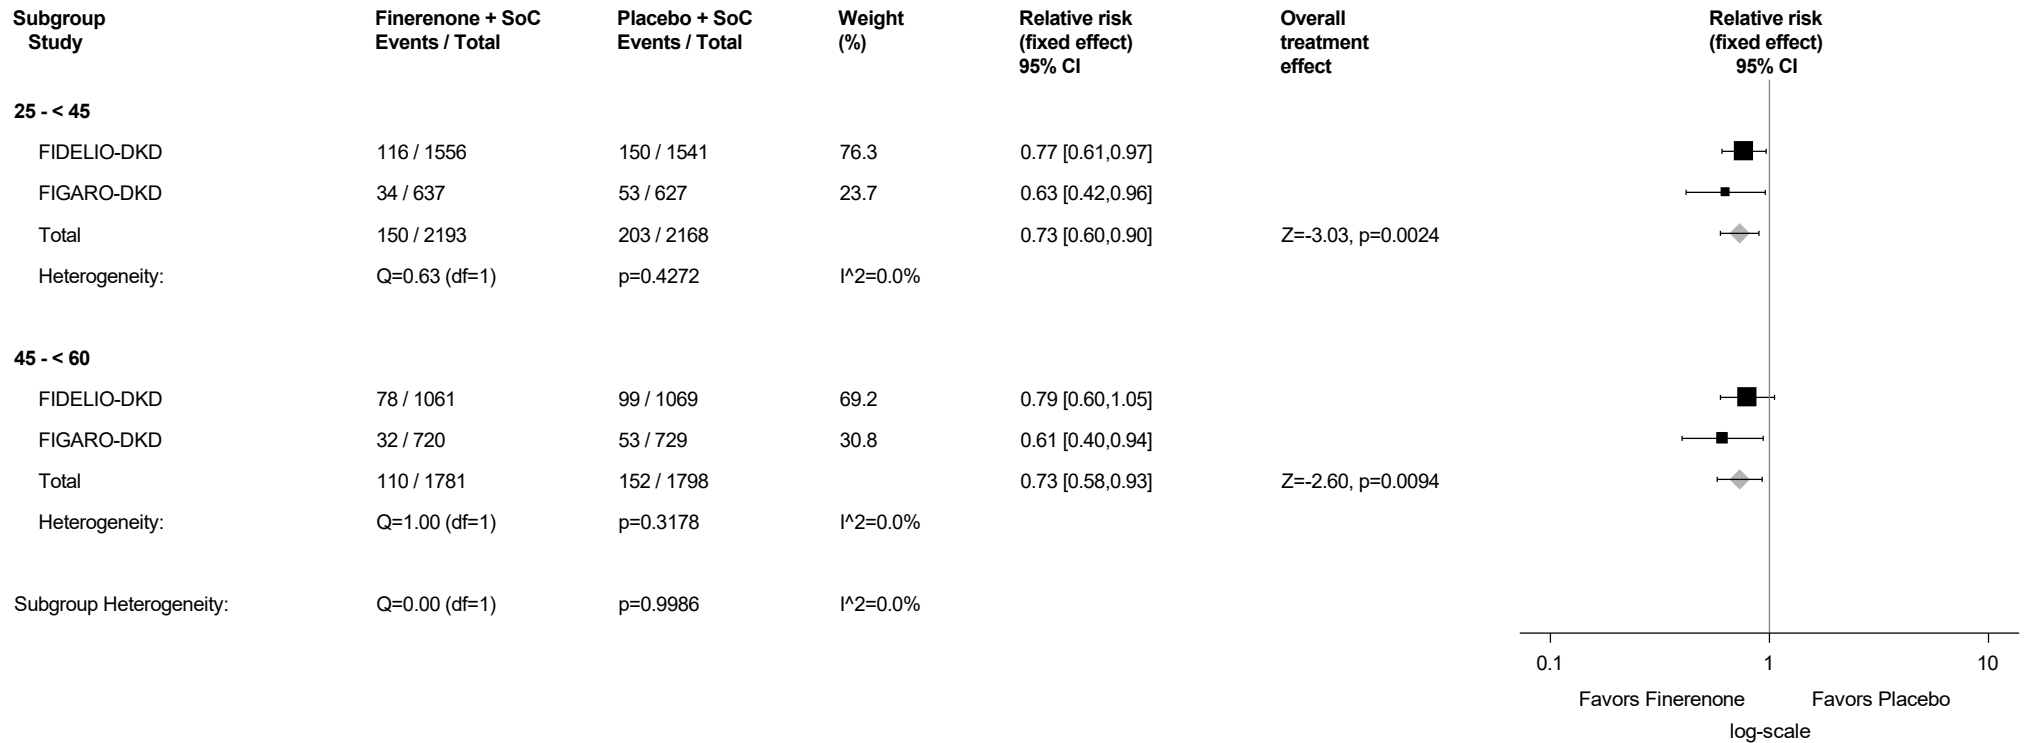 Subgroup Finerenone + SoC Placebo + SoC Weight Relative risk Overall Relative risk
Study Events / Total Events / Total (%) (fixed effect) treatment (fixed effect)
95% CI effect 95% CI
25 - < 45
FIDELIO-DKD 116 / 1556 150 / 1541 76.3 0.77 [0.61,0.97]
FIGARO-DKD 34 / 637 53 / 627 23.7 0.63 [0.42,0.96]
Total 150 / 2193 203 / 2168 0.73 [0.60,0.90] Z=-3.03, p=0.0024
Heterogeneity: Q=0.63 (df=1) p=0.4272 I^2=0.0%
45 - < 60
FIDELIO-DKD 78 / 1061 99 / 1069 69.2 0.79 [0.60,1.05]
FIGARO-DKD 32 / 720 53 / 729 30.8 0.61 [0.40,0.94]
Total 110 / 1781 152 / 1798 0.73 [0.58,0.93] Z=-2.60, p=0.0094
Heterogeneity: Q=1.00 (df=1) p=0.3178 I^2=0.0%
Subgroup Heterogeneity: Q=0.00 (df=1) p=0.9986 I^2=0.0%
0.1 1 10
Favors Finerenone Favors Placebo
log-scale